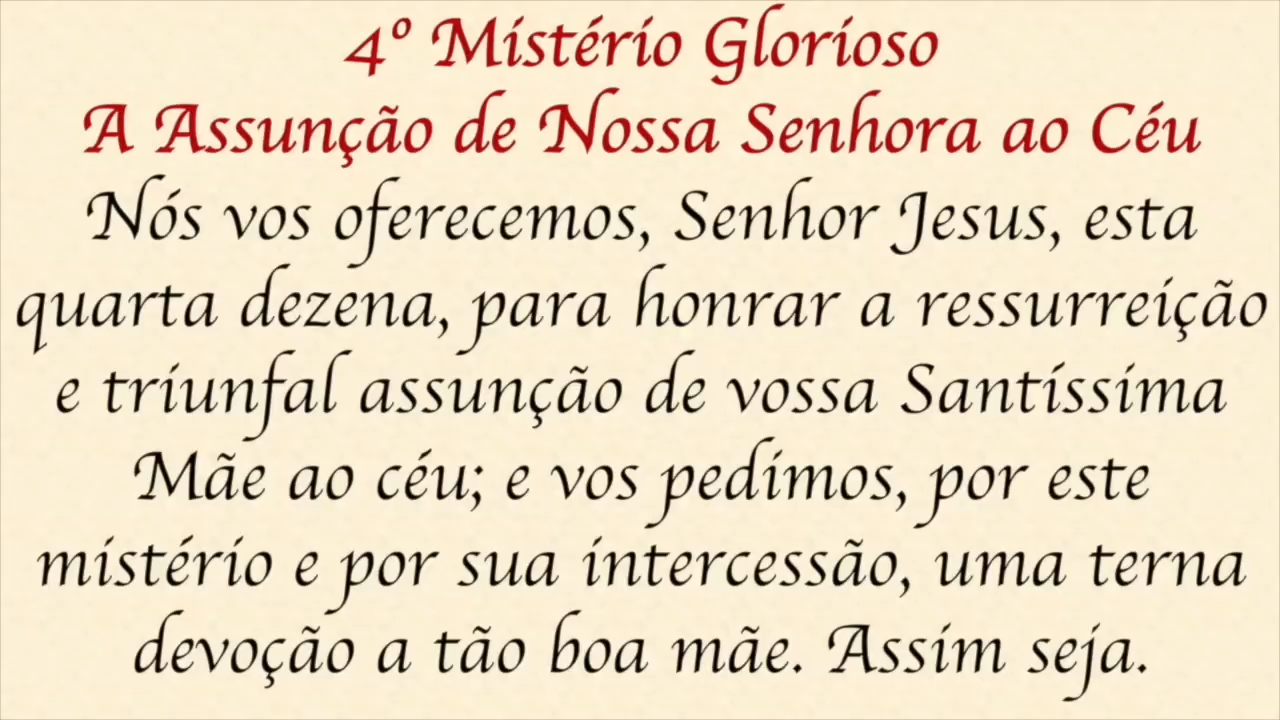 4º Mistério Glorioso
A Assunção de Nossa Senhora ao Céu
Nós vos oferecemos, Senhor Jesus, esta
quarta dezena, para honrar a ressurreição
e triunfal assunção de vossa Santíssima
Mãe ao céu; e vos pedimos, por este
mistério e por sua intercessão, uma terna
devoção a tão boa mãe. Assim seja.